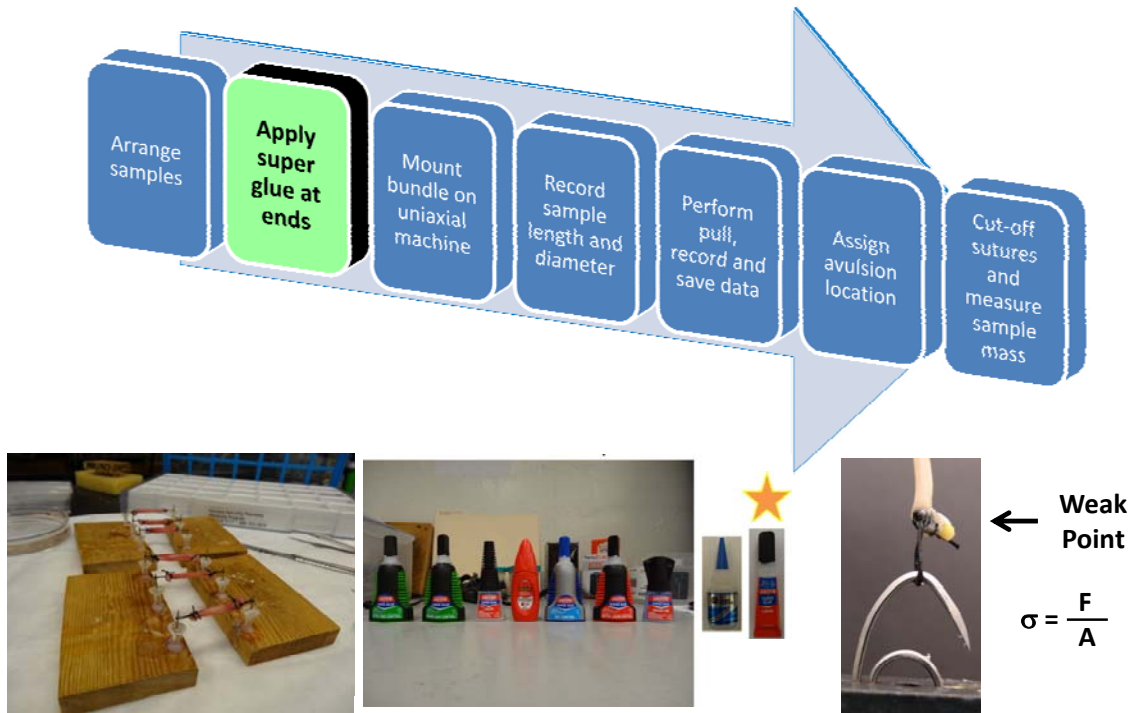 Arrange
samples
Apply
super
glue at
ends
Mount
bundle on
uniaxial
machine
Record
sample
length and
diameter
Perform
pull,
record and
save data
Assign
avulsion
location
Cut-off
sutures
and
measure
sample
mass
Weak
Point
σ = F
A